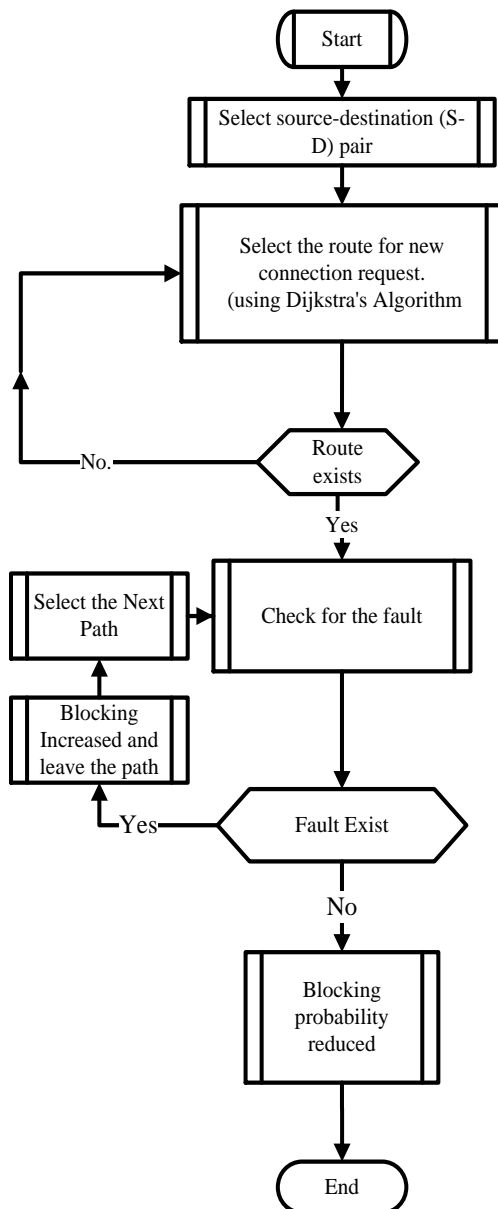 Start
Select source-destination (S-
D) pair
Select the route for new
connection request.
(using Dijkstra's Algorithm
No.
Route
exists
Yes
Select the Next
Path
Check for the fault
Blocking
Increased and
leave the path
Yes
Fault Exist
No
Blocking
probability
reduced
End